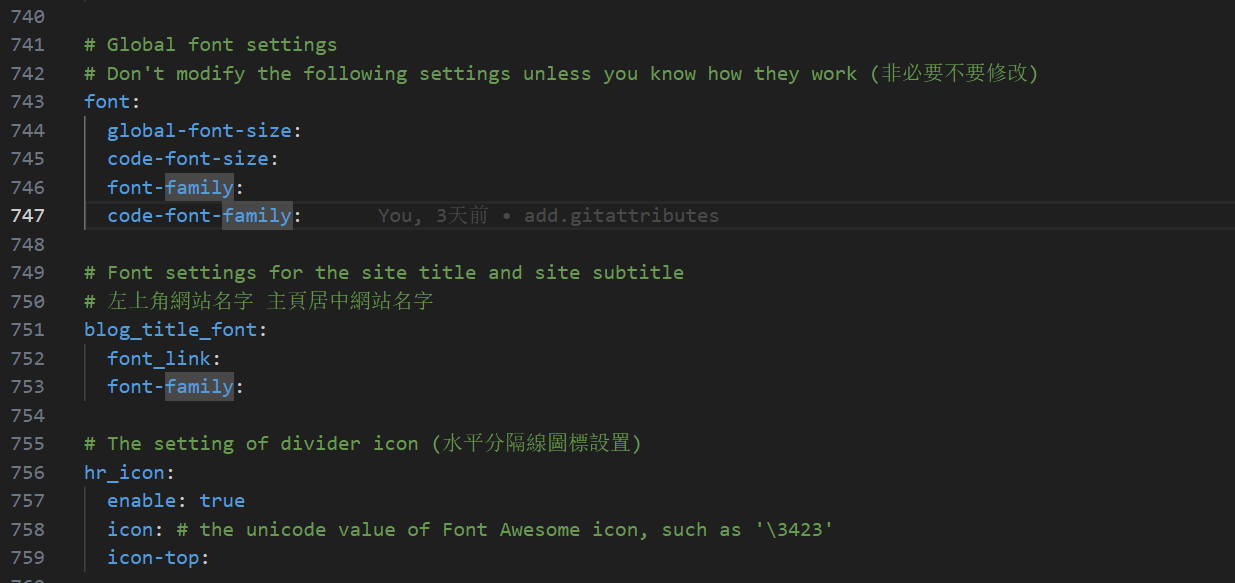 740
741 # Global font settings
742 # Don't modify the following settings unless you know how they work (非必要不要修改)
743 font:
744 global-font-size:
745 code-font-size:
746 font-family:
747 code-font-family: You, 3天前 • add.gitattributes
748
749 # Font settings for the site title and site subtitle
750 # 左上角網站名字 主頁居中網站名字
751 blog_title_font:
752 font_link:
753 font-family:
754
755 # The setting of divider icon (水平分隔線圖標設置)
756 hr_icon:
757 enable: true
758 icon: # the unicode value of Font Awesome icon, such as '\3423'
759 icon-top: